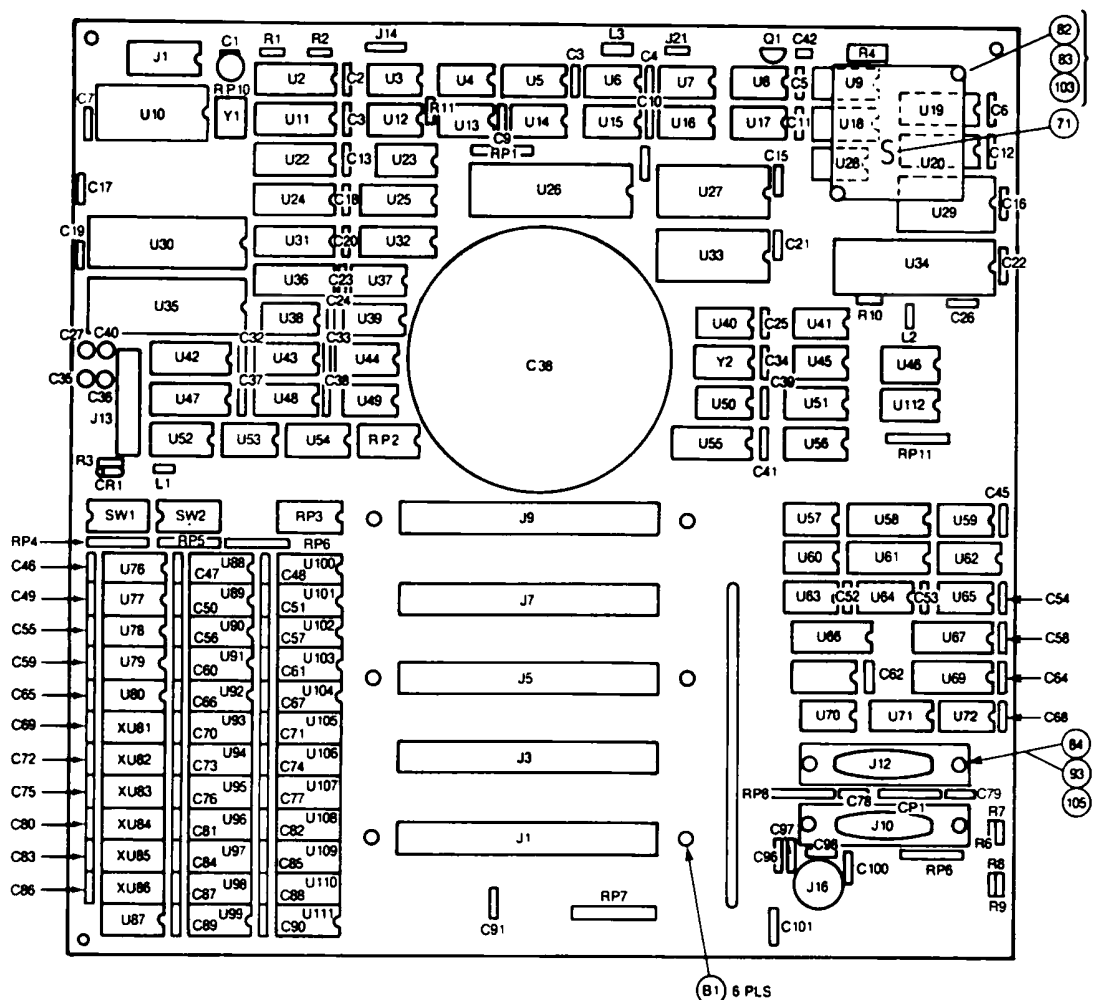 C1 R1 R2 J14 L3 J21 Q1 C42 R4 82
J1 C3 C4 83
U2 C2 U3 U4 U5 U6 U7 U8 C5 U9 103
C7 U10 RP10 Y1 R11 C10 U19 C6
U11 C3 U12 U13 C9 U14 U15 U16 U17 C11 U18 71
RP1 S U20 C12
U22 C13 U23 C15 U28
C17 U26 U27
U24 C18 U25 U29 C16
C19 U30 U31 C20 U32 U33 C21 U34 C22
U36 C23 U37
U35 C24 R10 C26
U38 U39 U40 C25 U41 L2
C27 C40 C32 C33
U42 U43 U44 C38 Y2 C34 U45 U46
C35 C36 C37 C38 C39
J13 U47 U48 U49 U50 U51 U112
U52 U53 U54 RP2 U55 C41 U56 RP11
R3
CR1 L1
SW1 SW2 RP3 J9 U57 U58 U59 C45
RP4 RP5 RP6
C46 U76 U88 C47 U100 C48 U60 U61 U62
C49 U77 U89 C50 U101 C51 J7 U63 C52 U64 C53 U65 C54
C55 U78 U90 C56 U102 C57 U66 U67 C58
C59 U79 U91 C60 U103 C61 J5 C62 U69 C64
C65 U80 U92 C66 U104 C67
C69 XU81 U93 C70 U105 C71 U70 U71 U72 C68
C72 XU82 U94 C73 U106 C74 J3 J12 84
C75 XU83 U95 C76 U107 C77 RP8 C78 CP1 C79 93
105
C80 XU84 U96 C81 U108 C82 J1 J10 R7
R6
C83 XU85 U97 C84 U109 C85 C96 C97 C98 C100 RP6 R8
C86 XU86 U98 C87 U110 C88 J16 R9
U87 U99 C89 U111 C90 C91 RP7 C101
B1 6 PLS